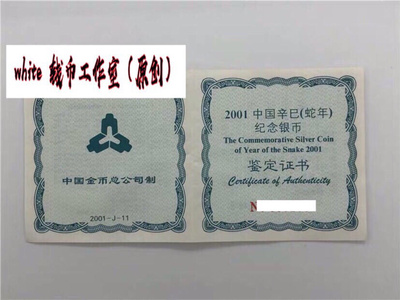 white 钱币工作室（原创）
中国金币总公司制
2001-J-11
2001 中国辛巳(蛇年)
纪念银币
The Commemorative Silver Coin
of Year of the Snake 2001
鉴定证书
Certificate of Authenticity
N